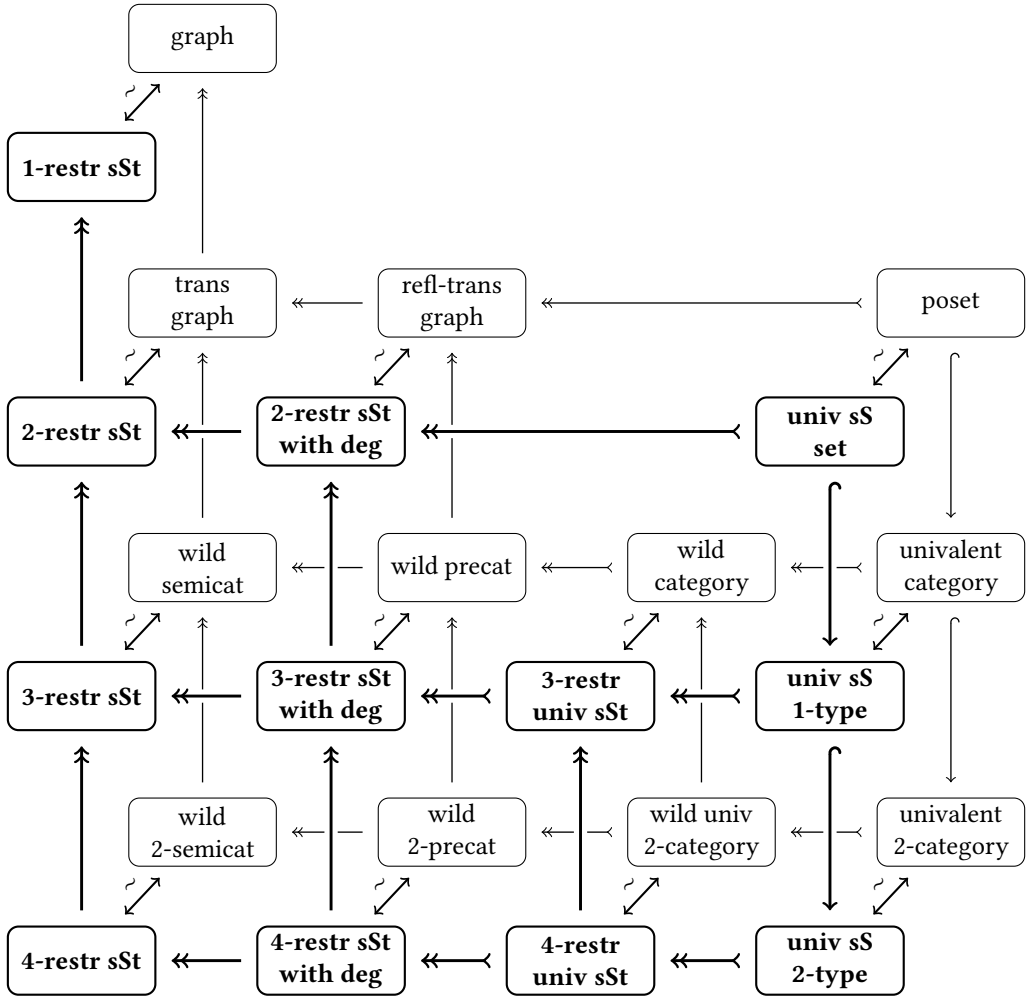 graph
1-restr sSt
trans
graph
refl-trans
graph
poset
2-restr sSt
2-restr sSt
with deg
univ sS
set
wild
semicat
wild precat
wild
category
univalent
category
3-restr sSt
3-restr sSt
with deg
3-restr
univ sSt
univ sS
1-type
wild
2-semicat
wild
2-precat
wild univ
2-category
univalent
2-category
4-restr sSt
4-restr sSt
with deg
4-restr
univ sSt
univ sS
2-type